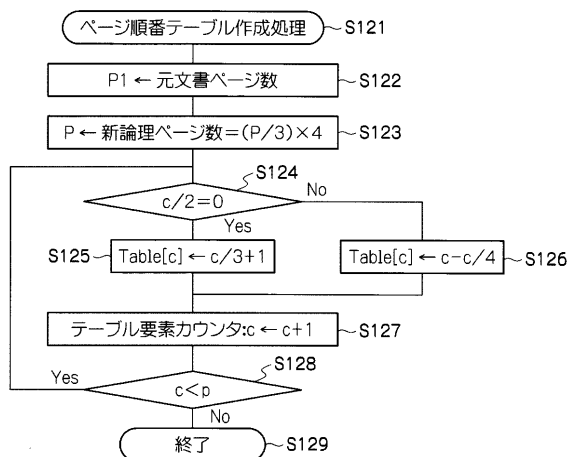 ページ順番テーブル作成処理 S121
P1 ← 元文書ページ数 S122
P ← 新論理ページ数=(P/3)×4 S123
S124
c/2=0
No
Yes
S125 Table[c] ← c/3+1
Table[c] ← c-c/4 S126
テーブル要素カウンタ:c ← c+1 S127
S128
Yes
c<p
No
終了 S129